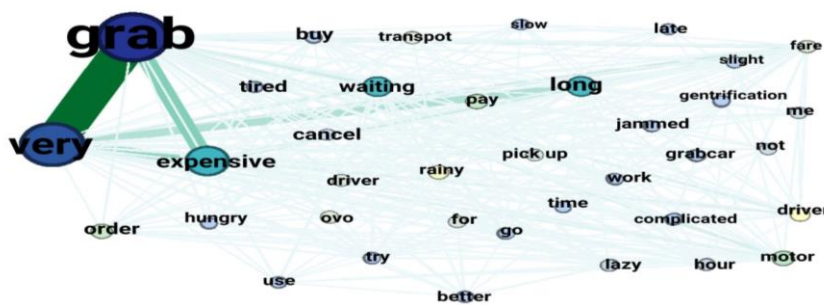 grab
buy
transpot
slow
late
fare
slight
tired
waiting
long
pay
gentrification
me
very
cancel
jammed
expensive
pick up
grabcar
not
driver
rainy
work
order
hungry
ovo
for
time
go
complicated
driver
try
motor
use
better
lazy
hour